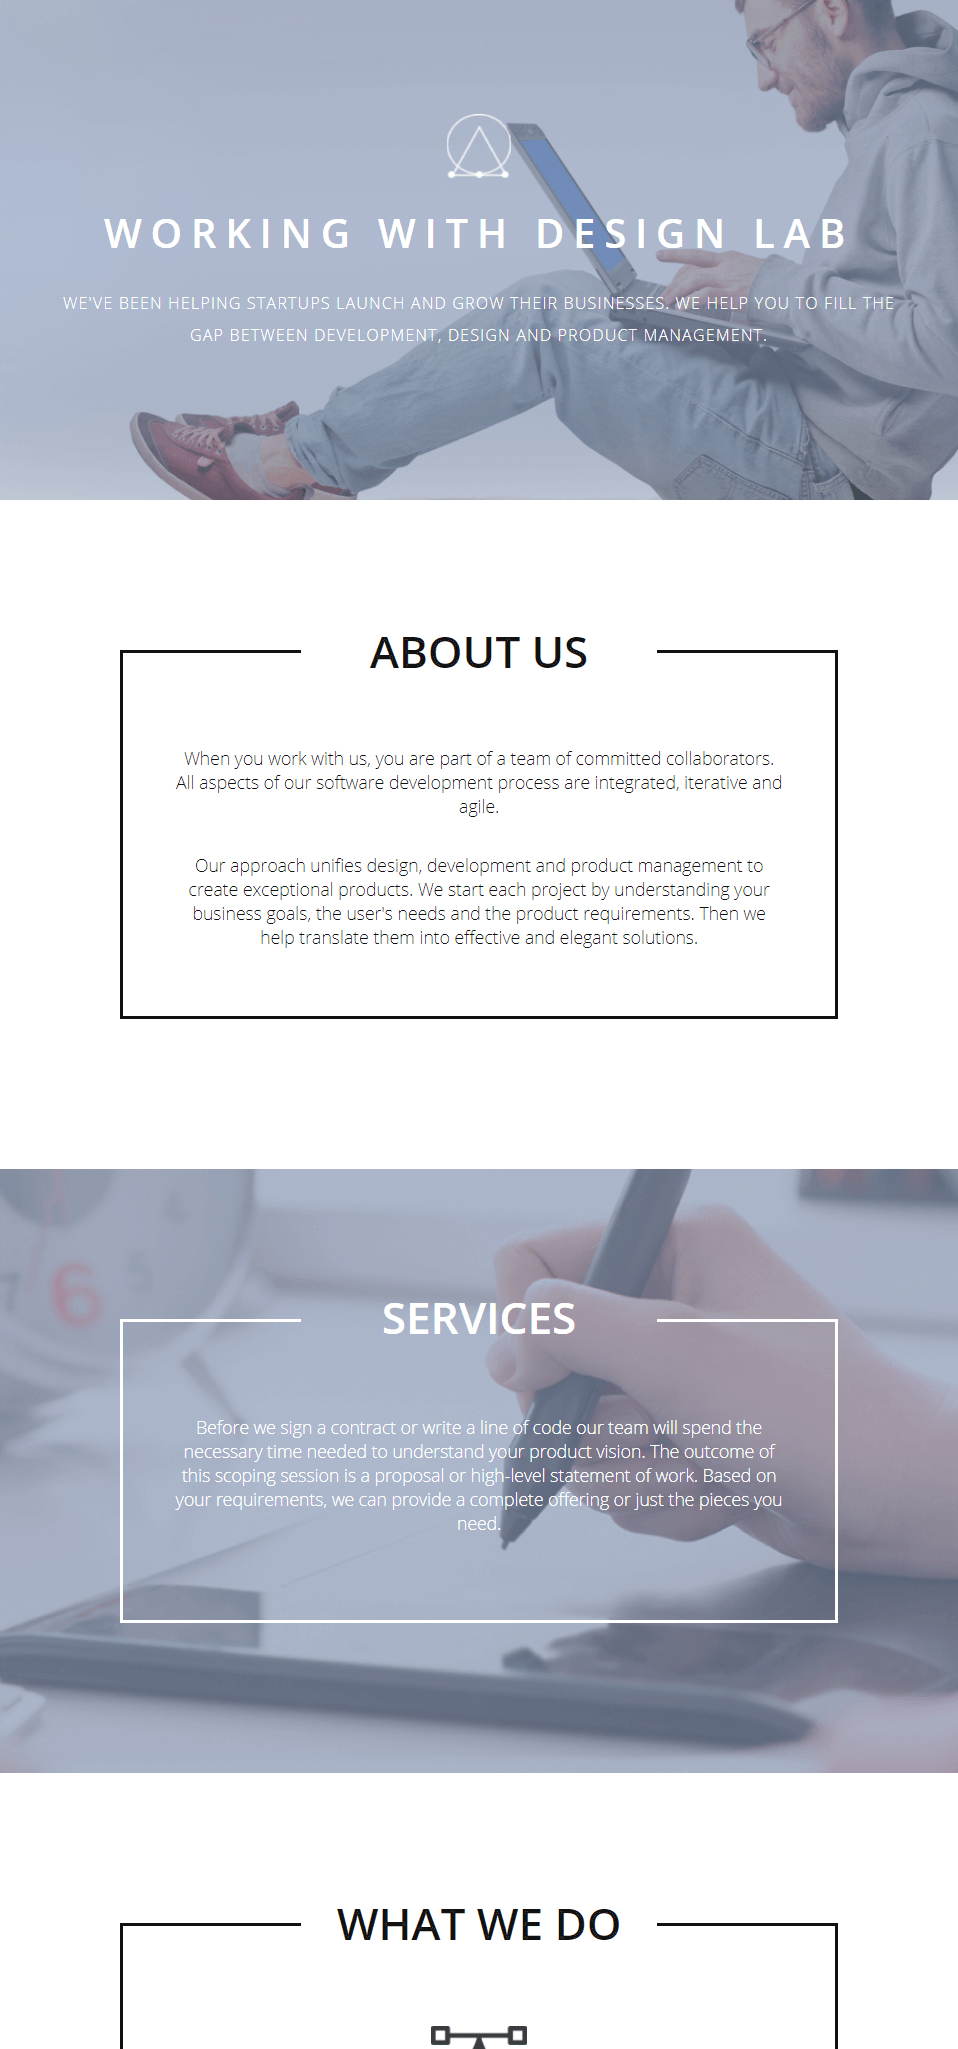 WORKING WITH DESIGN LAB
WE'VE BEEN HELPING STARTUPS LAUNCH AND GROW THEIR BUSINESSES. WE HELP YOU TO FILL THE
GAP BETWEEN DEVELOPMENT, DESIGN AND PRODUCT MANAGEMENT.
ABOUT US
When you work with us, you are part of a team of committed collaborators.
All aspects of our software development process are integrated, iterative and
agile.
Our approach unifies design, development and product management to
create exceptional products. We start each project by understanding your
business goals, the user's needs and the product requirements. Then we
help translate them into effective and elegant solutions.
4
5
6
7
SERVICES
Before we sign a contract or write a line of code our team will spend the
necessary time needed to understand your product vision. The outcome of
this scoping session is a proposal or high-level statement of work. Based on
your requirements, we can provide a complete offering or just the pieces you
need.
WHAT WE DO